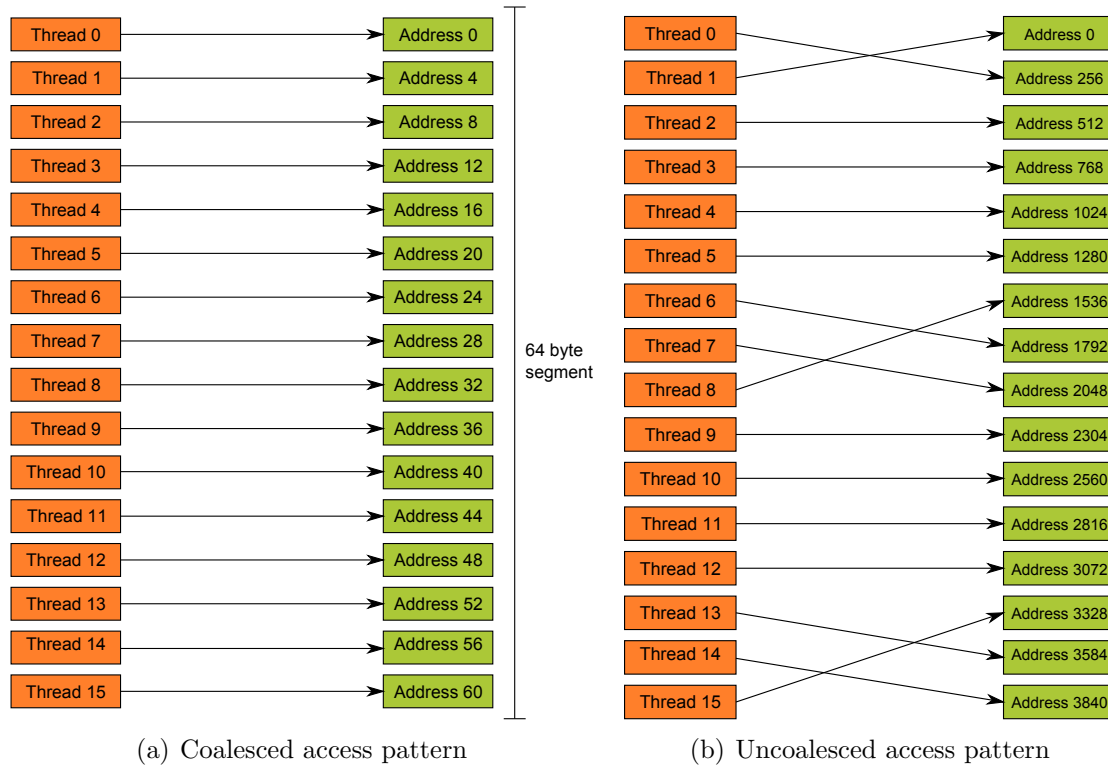 Thread 0 Address 0
Thread 1 Address 4
Thread 2 Address 8
Thread 3 Address 12
Thread 4 Address 16
Thread 5 Address 20
Thread 6 Address 24
Thread 7 Address 28
Thread 8 Address 32
Thread 9 Address 36
Thread 10 Address 40
Thread 11 Address 44
Thread 12 Address 48
Thread 13 Address 52
Thread 14 Address 56
Thread 15 Address 60
64 byte
segment
(a) Coalesced access pattern
Thread 0 Address 0
Thread 1 Address 256
Thread 2 Address 512
Thread 3 Address 768
Thread 4 Address 1024
Thread 5 Address 1280
Thread 6 Address 1536
Thread 7 Address 1792
Thread 8 Address 2048
Thread 9 Address 2304
Thread 10 Address 2560
Thread 11 Address 2816
Thread 12 Address 3072
Thread 13 Address 3328
Thread 14 Address 3584
Thread 15 Address 3840
(b) Uncoalesced access pattern